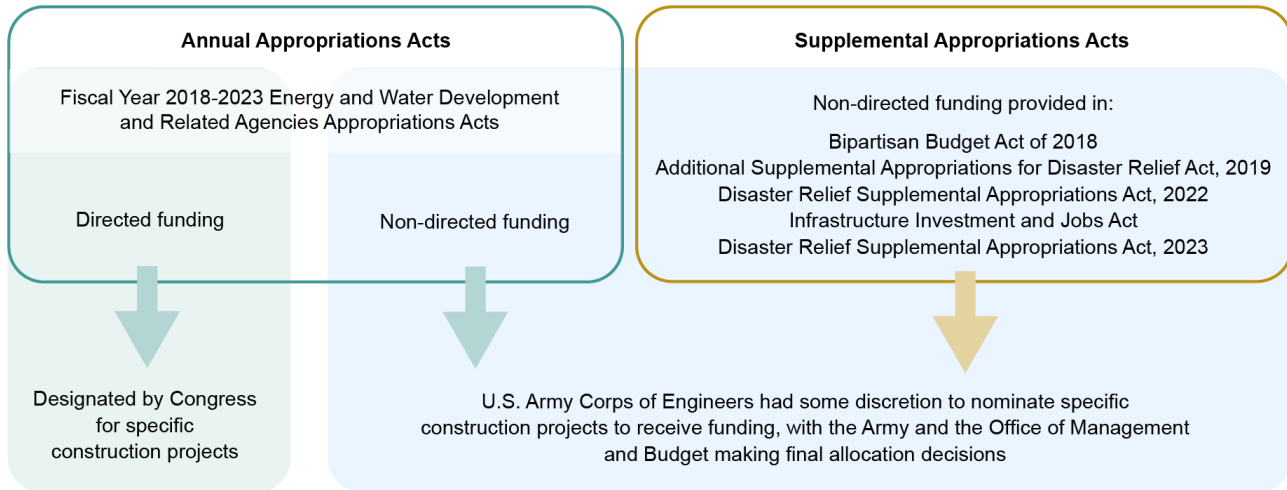 Annual Appropriations Acts
Fiscal Year 2018-2023 Energy and Water Development
and Related Agencies Appropriations Acts
Directed funding
Non-directed funding
Supplemental Appropriations Acts
Non-directed funding provided in:
Bipartisan Budget Act of 2018
Additional Supplemental Appropriations for Disaster Relief Act, 2019
Disaster Relief Supplemental Appropriations Act, 2022
Infrastructure Investment and Jobs Act
Disaster Relief Supplemental Appropriations Act, 2023
Designated by Congress
for specific
construction projects
U.S. Army Corps of Engineers had some discretion to nominate specific
construction projects to receive funding, with the Army and the Office of Management
and Budget making final allocation decisions